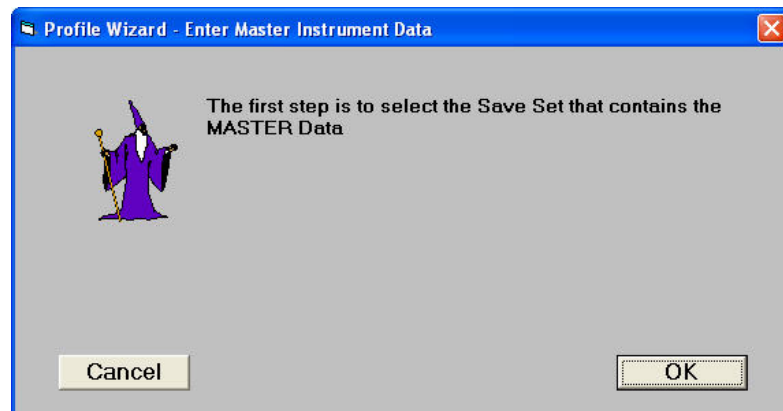 Profile Wizard - Enter Master Instrument Data
The first step is to select the Save Set that contains the
MASTER Data
Cancel
OK